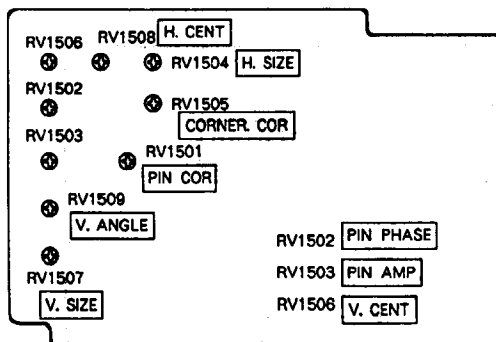 RV1506
RV1508 H. CENT
RV1504 H. SIZE
RV1502
RV1505
CORNER. COR
RV1503
RV1501
PIN COR
RV1509
V. ANGLE
RV1507
V. SIZE
RV1502 PIN PHASE
RV1503 PIN AMP
RV1506 V. CENT